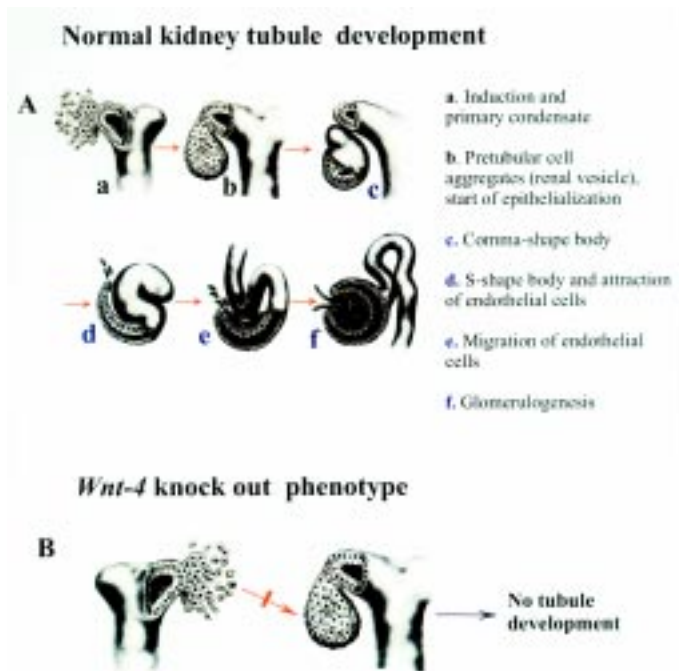 Normal kidney tubule development
A
a. Induction and
primary condensate
b. Pretubular cell
aggregates (renal vesicle),
start of epithelialization
c. Comma-shape body
d. S-shape body and attraction
of endothelial cells
e. Migration of endothelial
cells
f. Glomerulogenesis
a
b
c
d
e
f
Wnt-4 knock out phenotype
B
No tubule
development